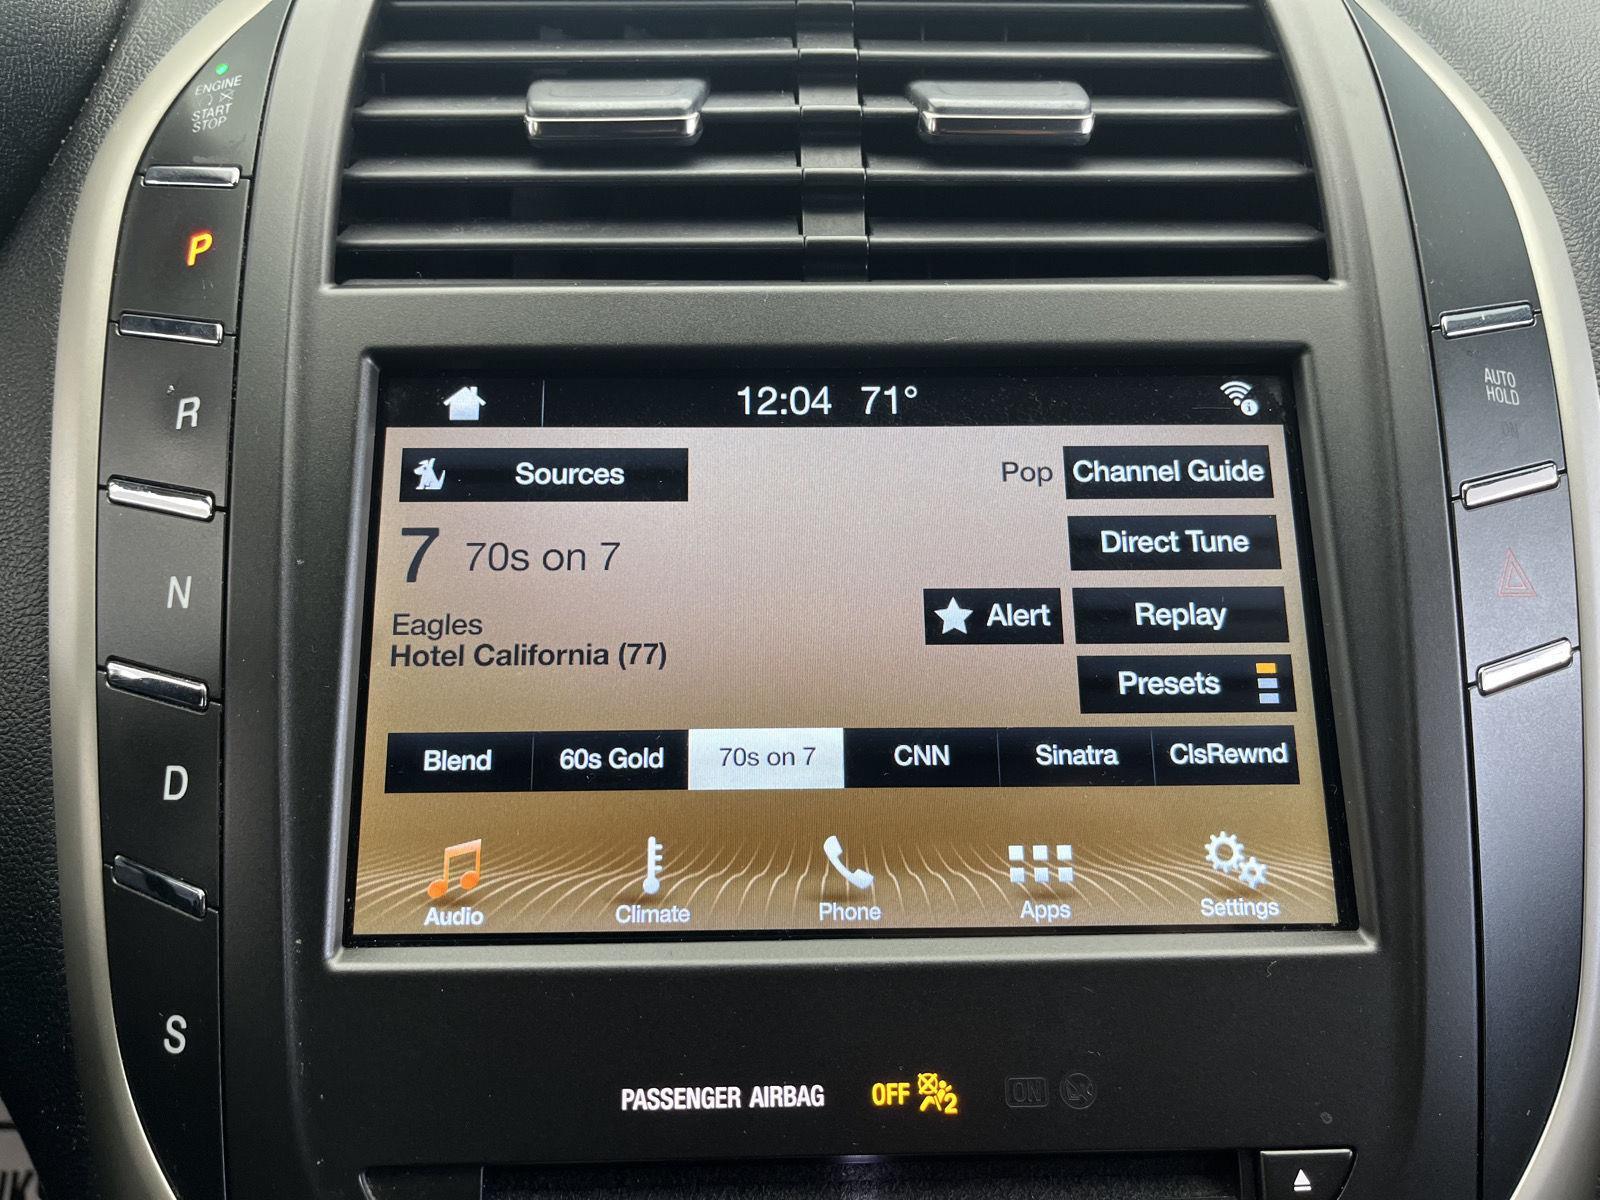 ENGINE
START
STOP
P
R
N
D
S
12:04 71°
Sources
Pop
Channel Guide
7 70s on 7
Direct Tune
Eagles
Hotel California (77)
Alert
Replay
Presets
Blend
60s Gold
70s on 7
CNN
Sinatra
ClsRewnd
Audio
Climate
Phone
Apps
Settings
AUTO
HOLD
ON
PASSENGER AIRBAG OFF 2 ON